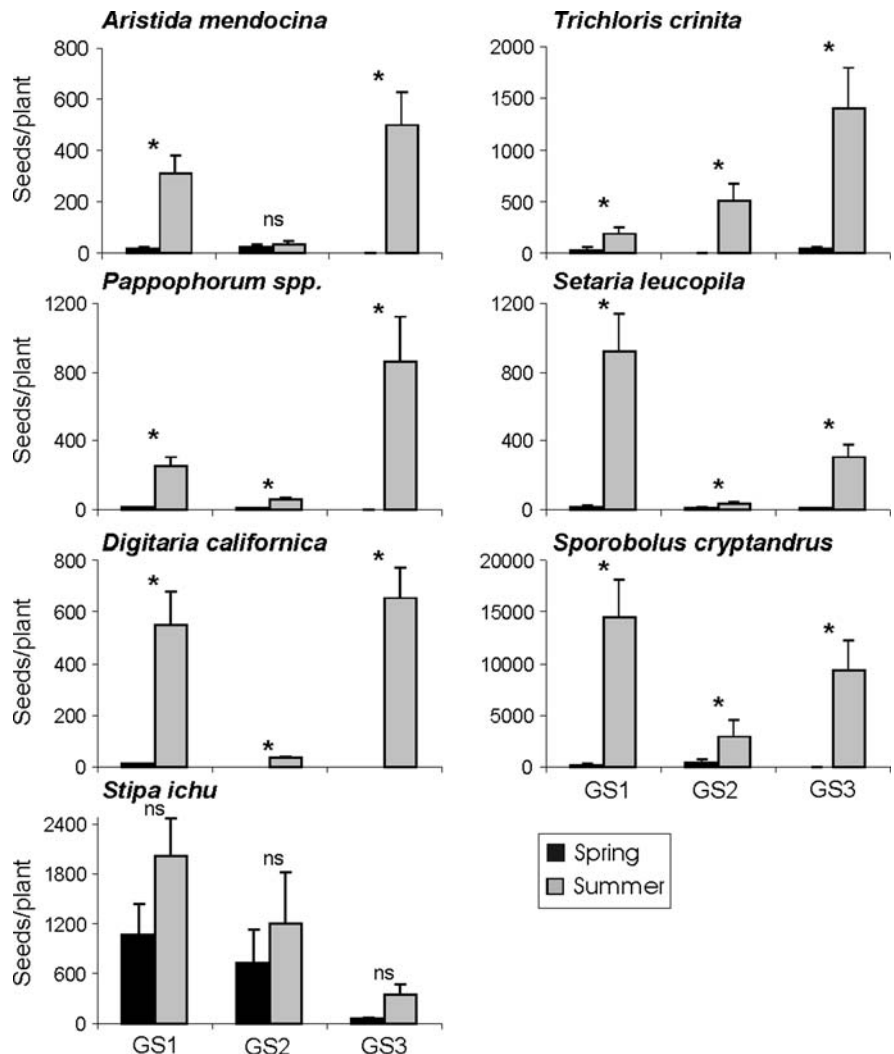 Aristida mendocina
Seeds/plant
800
600
400
200
0
*
ns
*
Trichloris crinita
2000
1500
1000
500
0
*
*
*
Pappophorum spp.
Seeds/plant
1200
800
400
0
*
*
*
Setaria leucopila
1200
800
400
0
*
*
*
Digitaria californica
Seeds/plant
800
600
400
200
0
*
*
*
Sporobolus cryptandrus
20000
15000
10000
5000
0
*
*
*
GS1 GS2 GS3
Stipa ichu
Seeds/plant
2400
1800
1200
600
0
ns
ns
ns
GS1 GS2 GS3
Spring
Summer